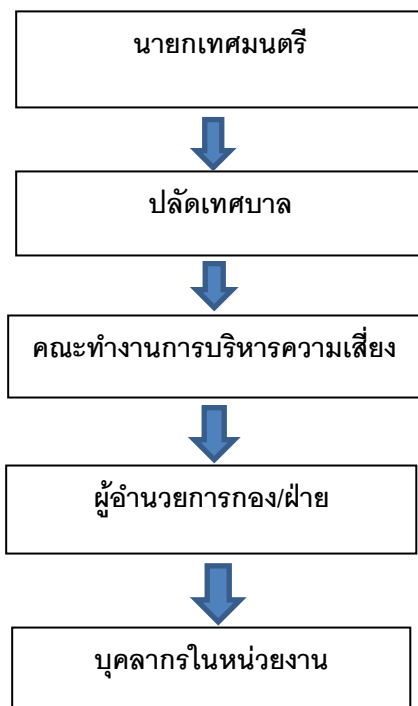 นายกเทศมนตรี
ปลัดเทศบาล
คณะทำงานการบริหารความเสี่ยง
ผู้อำนวยการกอง/ฝ่าย
บุคลากรในหน่วยงาน